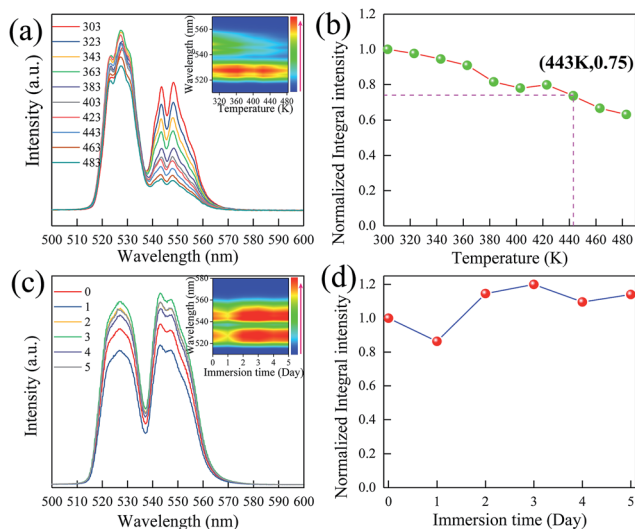 (a)
303
323
343
363
383
403
423
443
463
483
Intensity (a.u.)
500 510 520 530 540 550 560 570 580 590 600
Wavelength (nm)
Wavelength (nm)
560
540
520
320 360 400 440 480
Temperature (K)
(b)
1.4
1.2
1.0
0.8
0.6
0.4
0.2
0.0
Normalized Integral intensity
(443K,0.75)
300 320 340 360 380 400 420 440 460 480
Temperature (K)
(c)
0
1
2
3
4
5
Intensity (a.u.)
500 510 520 530 540 550 560 570 580 590 600
Wavelength (nm)
Wavelength (nm)
580
560
540
520
0 1 2 3 4 5
Immersion time (Day)
(d)
1.2
1.0
0.8
0.6
0.4
0.2
0.0
Normalized Integral intensity
0 1 2 3 4 5
Immersion time (Day)